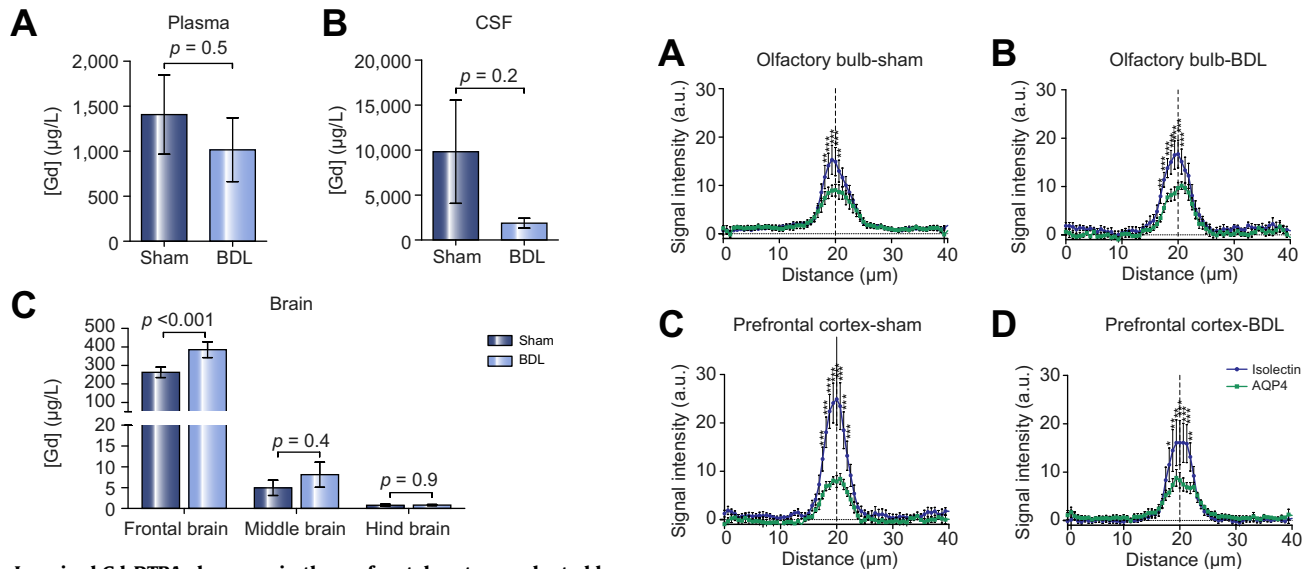 A
Plasma
p = 0.5
2,000
1,500
1,000
500
0
[Gd] (µg/L)
Sham
BDL
B
CSF
p = 0.2
20,000
15,000
10,000
5,000
0
[Gd] (µg/L)
Sham
BDL
C
Brain
p <0.001
500
400
300
200
100
20
15
10
5
0
[Gd] (µg/L)
p = 0.4
p = 0.9
Sham
BDL
Frontal brain
Middle brain
Hind brain
A
Olfactory bulb-sham
30
20
10
0
Signal intensity (a.u.)
0 10 20 30 40
Distance (µm)
B
Olfactory bulb-BDL
30
20
10
0
Signal intensity (a.u.)
0 10 20 30 40
Distance (µm)
C
Prefrontal cortex-sham
30
20
10
0
Signal intensity (a.u.)
0 10 20 30 40
Distance (µm)
D
Prefrontal cortex-BDL
Isolectin
AQP4
30
20
10
0
Signal intensity (a.u.)
0 10 20 30 40
Distance (µm)